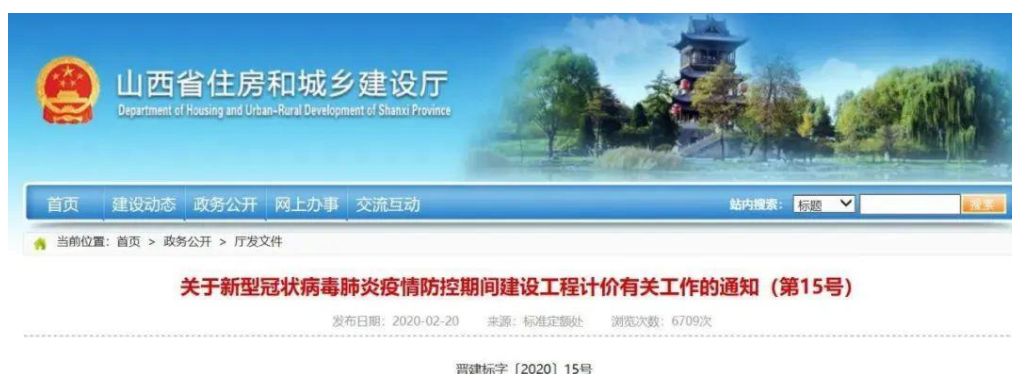 山西省住房和城乡建设厅
Department of Housing and Urban-Rural Development of Shanxi Province
首页 建设动态 政务公开 网上办事 交流互动 站内搜索: 标题 搜索
当前位置: 首页 > 政务公开 > 厅发文件
关于新型冠状病毒肺炎疫情防控期间建设工程计价有关工作的通知（第15号）
发布日期: 2020-02-20 来源: 标准定额处 浏览次数: 6709次
晋建标字〔2020〕15号